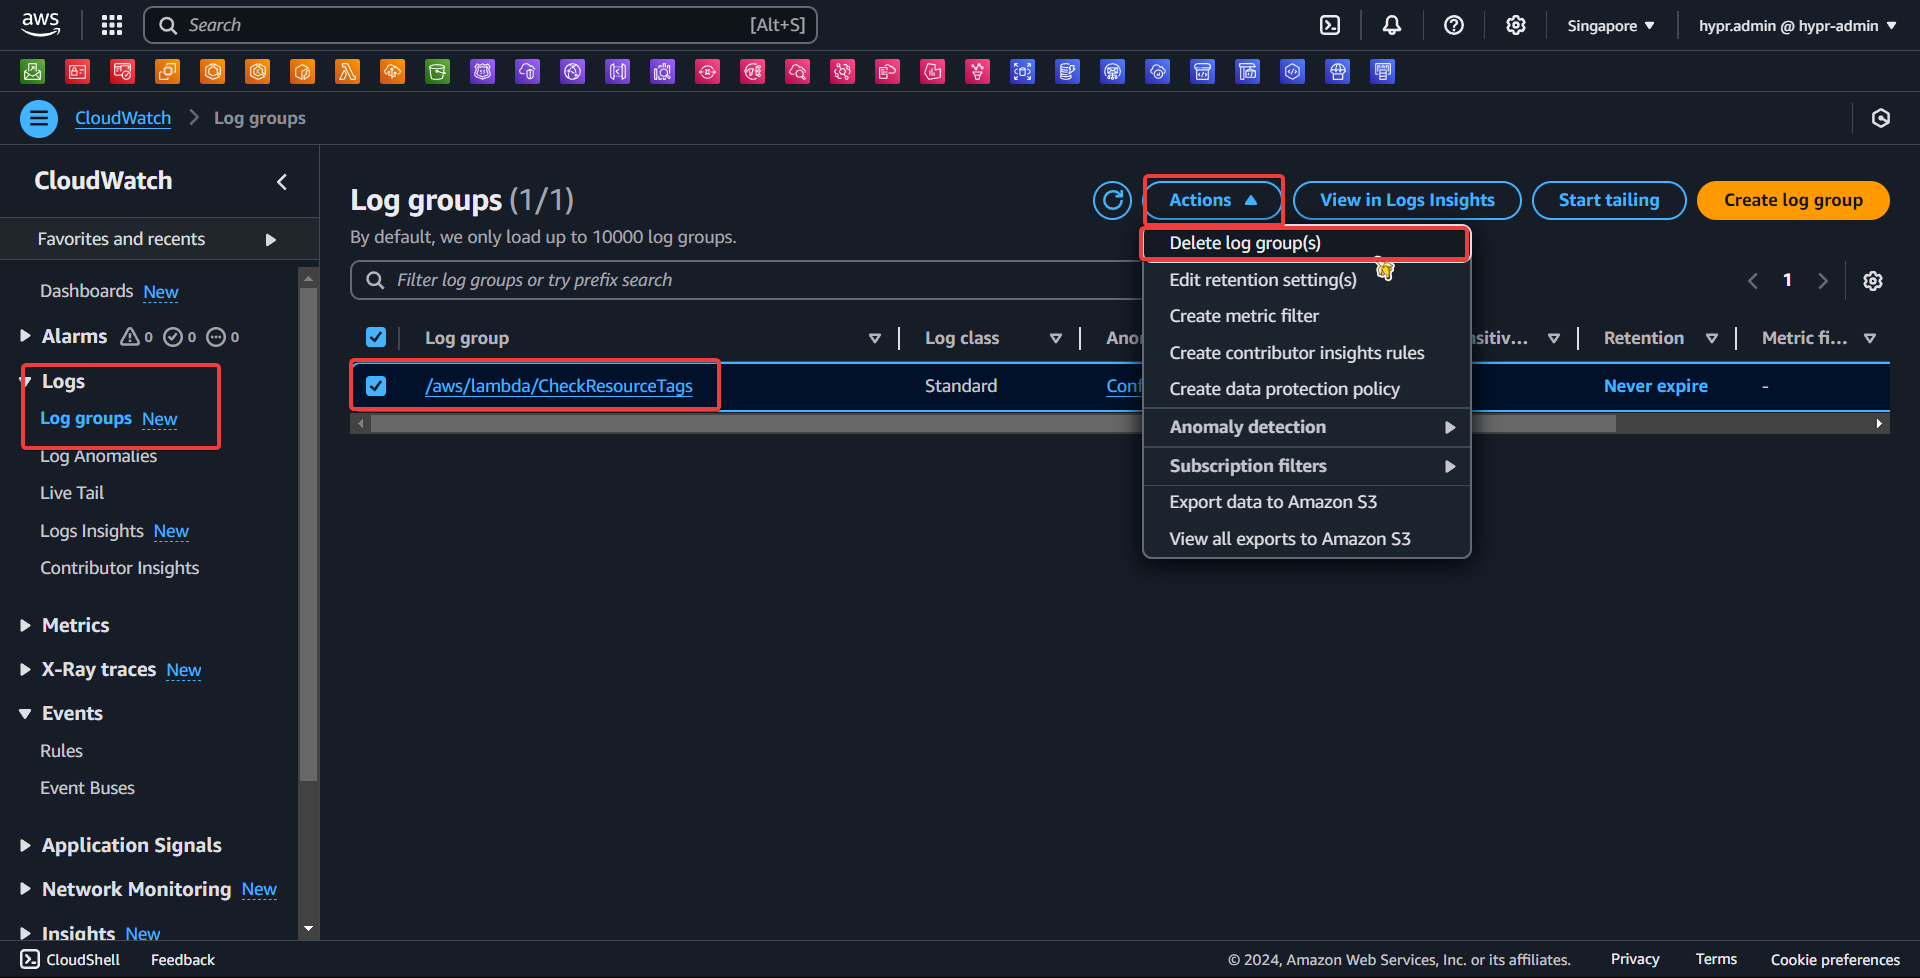 aws
Search [Alt+S]
Singapore
hypr.admin @ hypr-admin
CloudWatch
Log groups
CloudWatch
Favorites and recents
Dashboards New
Alarms 0 0 0
Logs
Log groups New
Log Anomalies
Live Tail
Logs Insights New
Contributor Insights
Metrics
X-Ray traces New
Events
Rules
Event Buses
Application Signals
Network Monitoring New
Insights New
Log groups (1/1)
By default, we only load up to 10000 log groups.
Actions
View in Logs Insights
Start tailing
Create log group
Filter log groups or try prefix search
1
Log group
Log class
Anor
nsitiv...
Retention
Metric fi...
/aws/lambda/CheckResourceTags
Standard
Conf
Never expire
-
Delete log group(s)
Edit retention setting(s)
Create metric filter
Create contributor insights rules
Create data protection policy
Anomaly detection
Subscription filters
Export data to Amazon S3
View all exports to Amazon S3
CloudShell
Feedback
© 2024, Amazon Web Services, Inc. or its affiliates.
Privacy
Terms
Cookie preferences